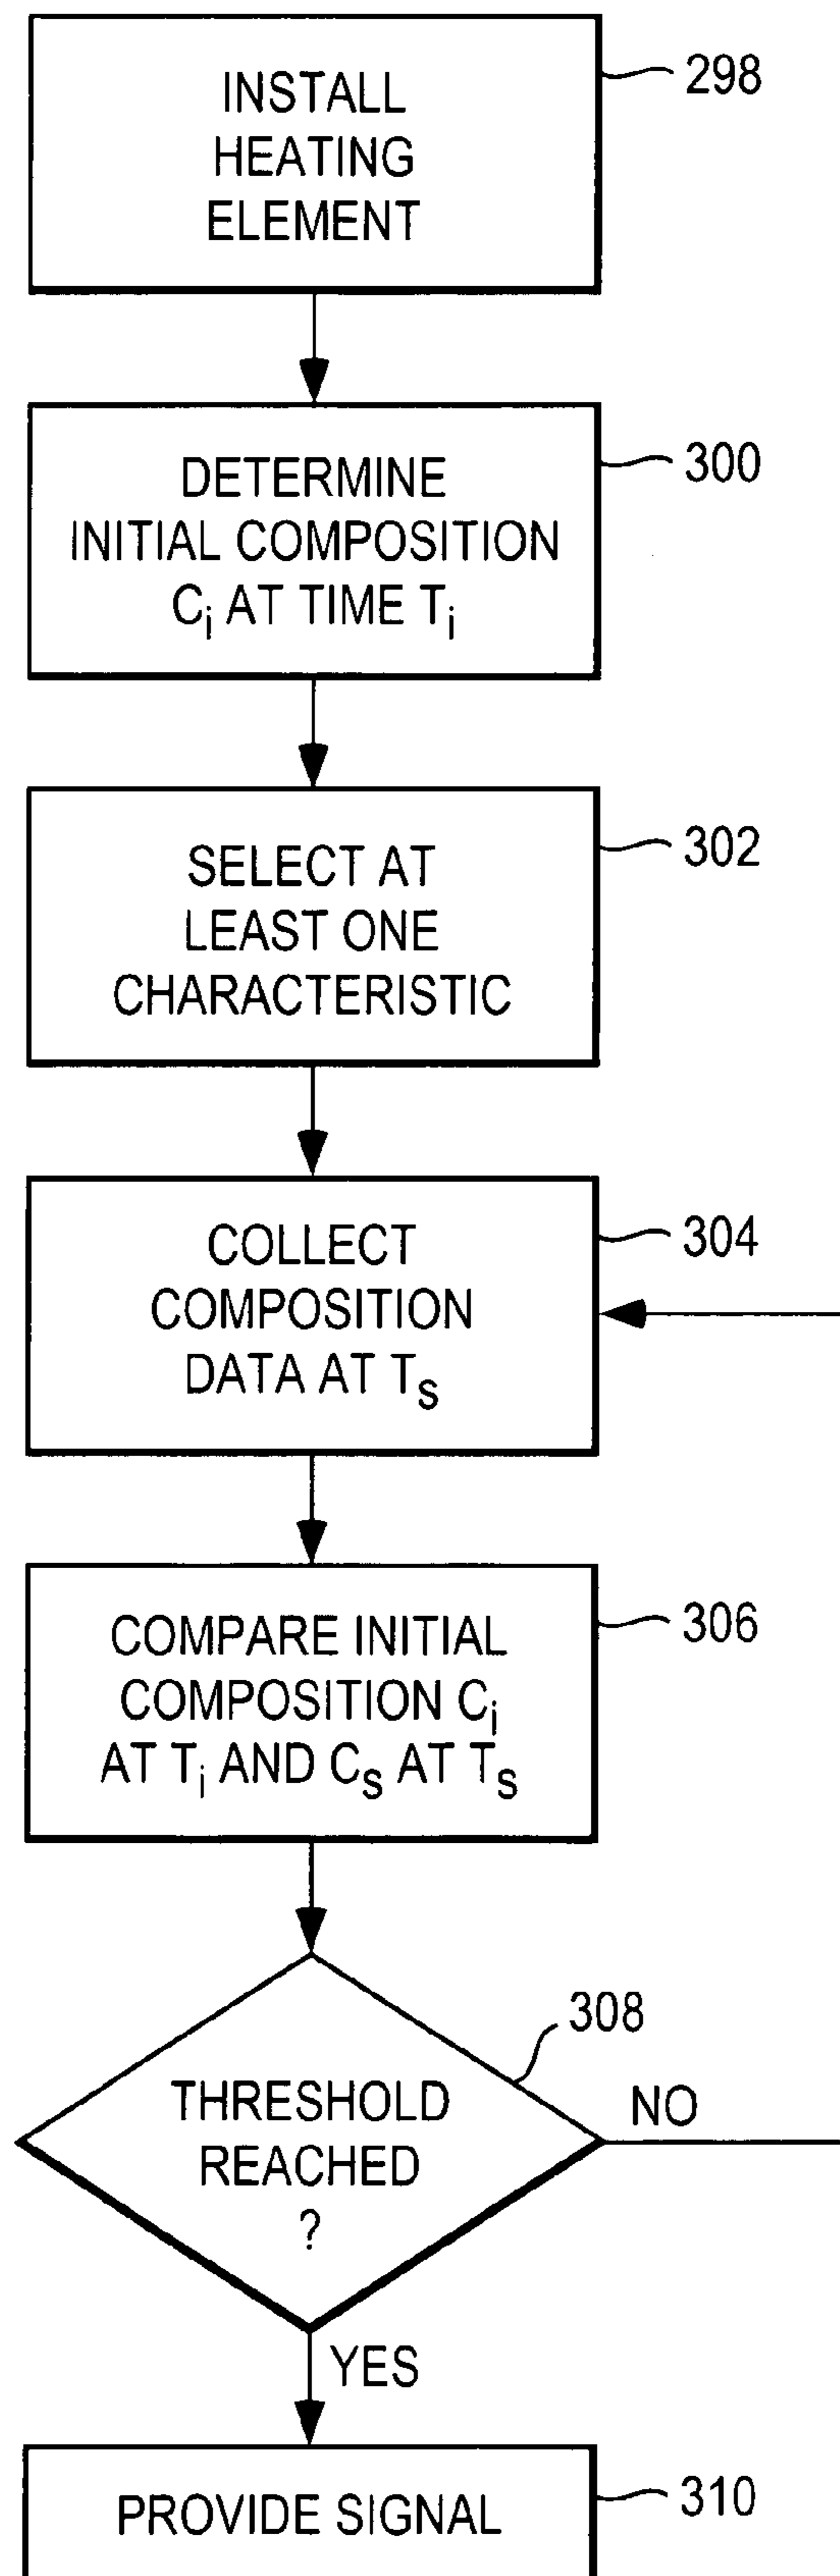 INSTALL
HEATING
ELEMENT
298
DETERMINE
INITIAL COMPOSITION
Ci AT TIME Ti
300
SELECT AT
LEAST ONE
CHARACTERISTIC
302
COLLECT
COMPOSITION
DATA AT Ts
304
COMPARE INITIAL
COMPOSITION Ci
AT Ti AND Cs AT Ts
306
308
THRESHOLD
REACHED
?
NO
YES
PROVIDE SIGNAL
310